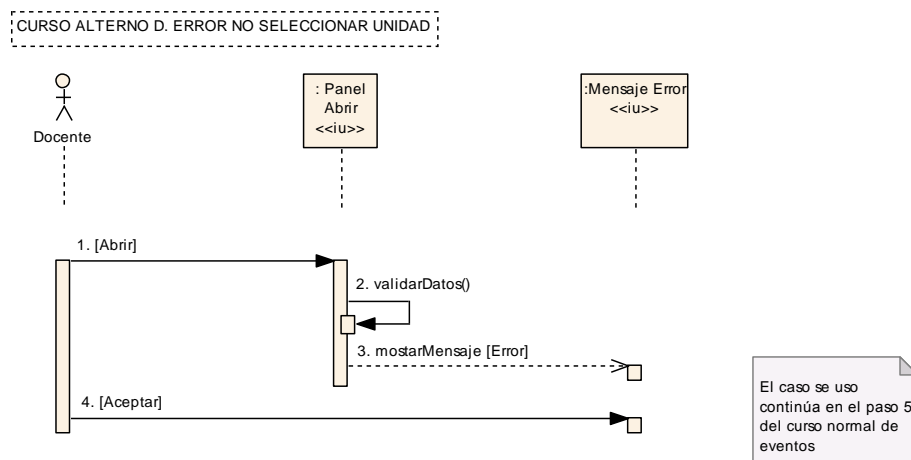 CURSO ALTERNO D. ERROR NO SELECCIONAR UNIDAD
: Panel
Abrir
<<iu>>
:Mensaje Error
<<iu>>
Docente
1. [Abrir]
2. validarDatos()
3. mostarMensaje [Error]
4. [Aceptar]
El caso se uso
continúa en el paso 5
del curso normal de
eventos